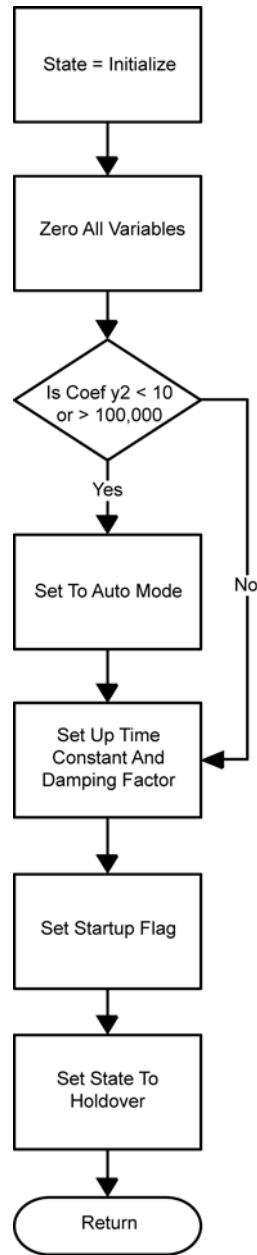 State = Initialize
Zero All Variables
Is Coef y2 < 10
or > 100,000
Yes
No
Set To Auto Mode
Set Up Time
Constant And
Damping Factor
Set Startup Flag
Set State To
Holdover
Return